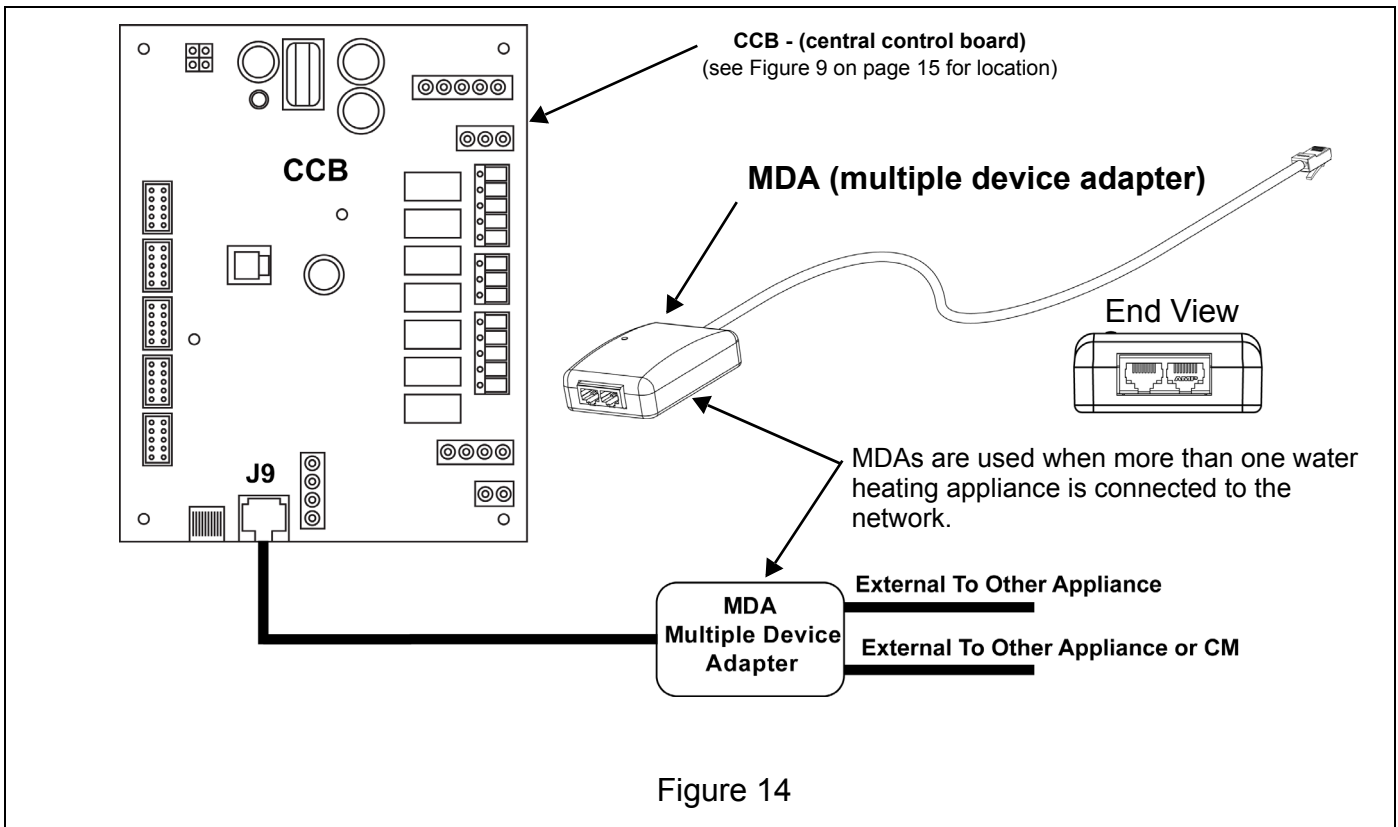 CCB - (central control board)
(see Figure 9 on page 15 for location)
CCB
MDA (multiple device adapter)
End View
AMP
J9
MDAs are used when more than one water
heating appliance is connected to the
network.
MDA
Multiple Device
Adapter
External To Other Appliance
External To Other Appliance or CM
Figure 14